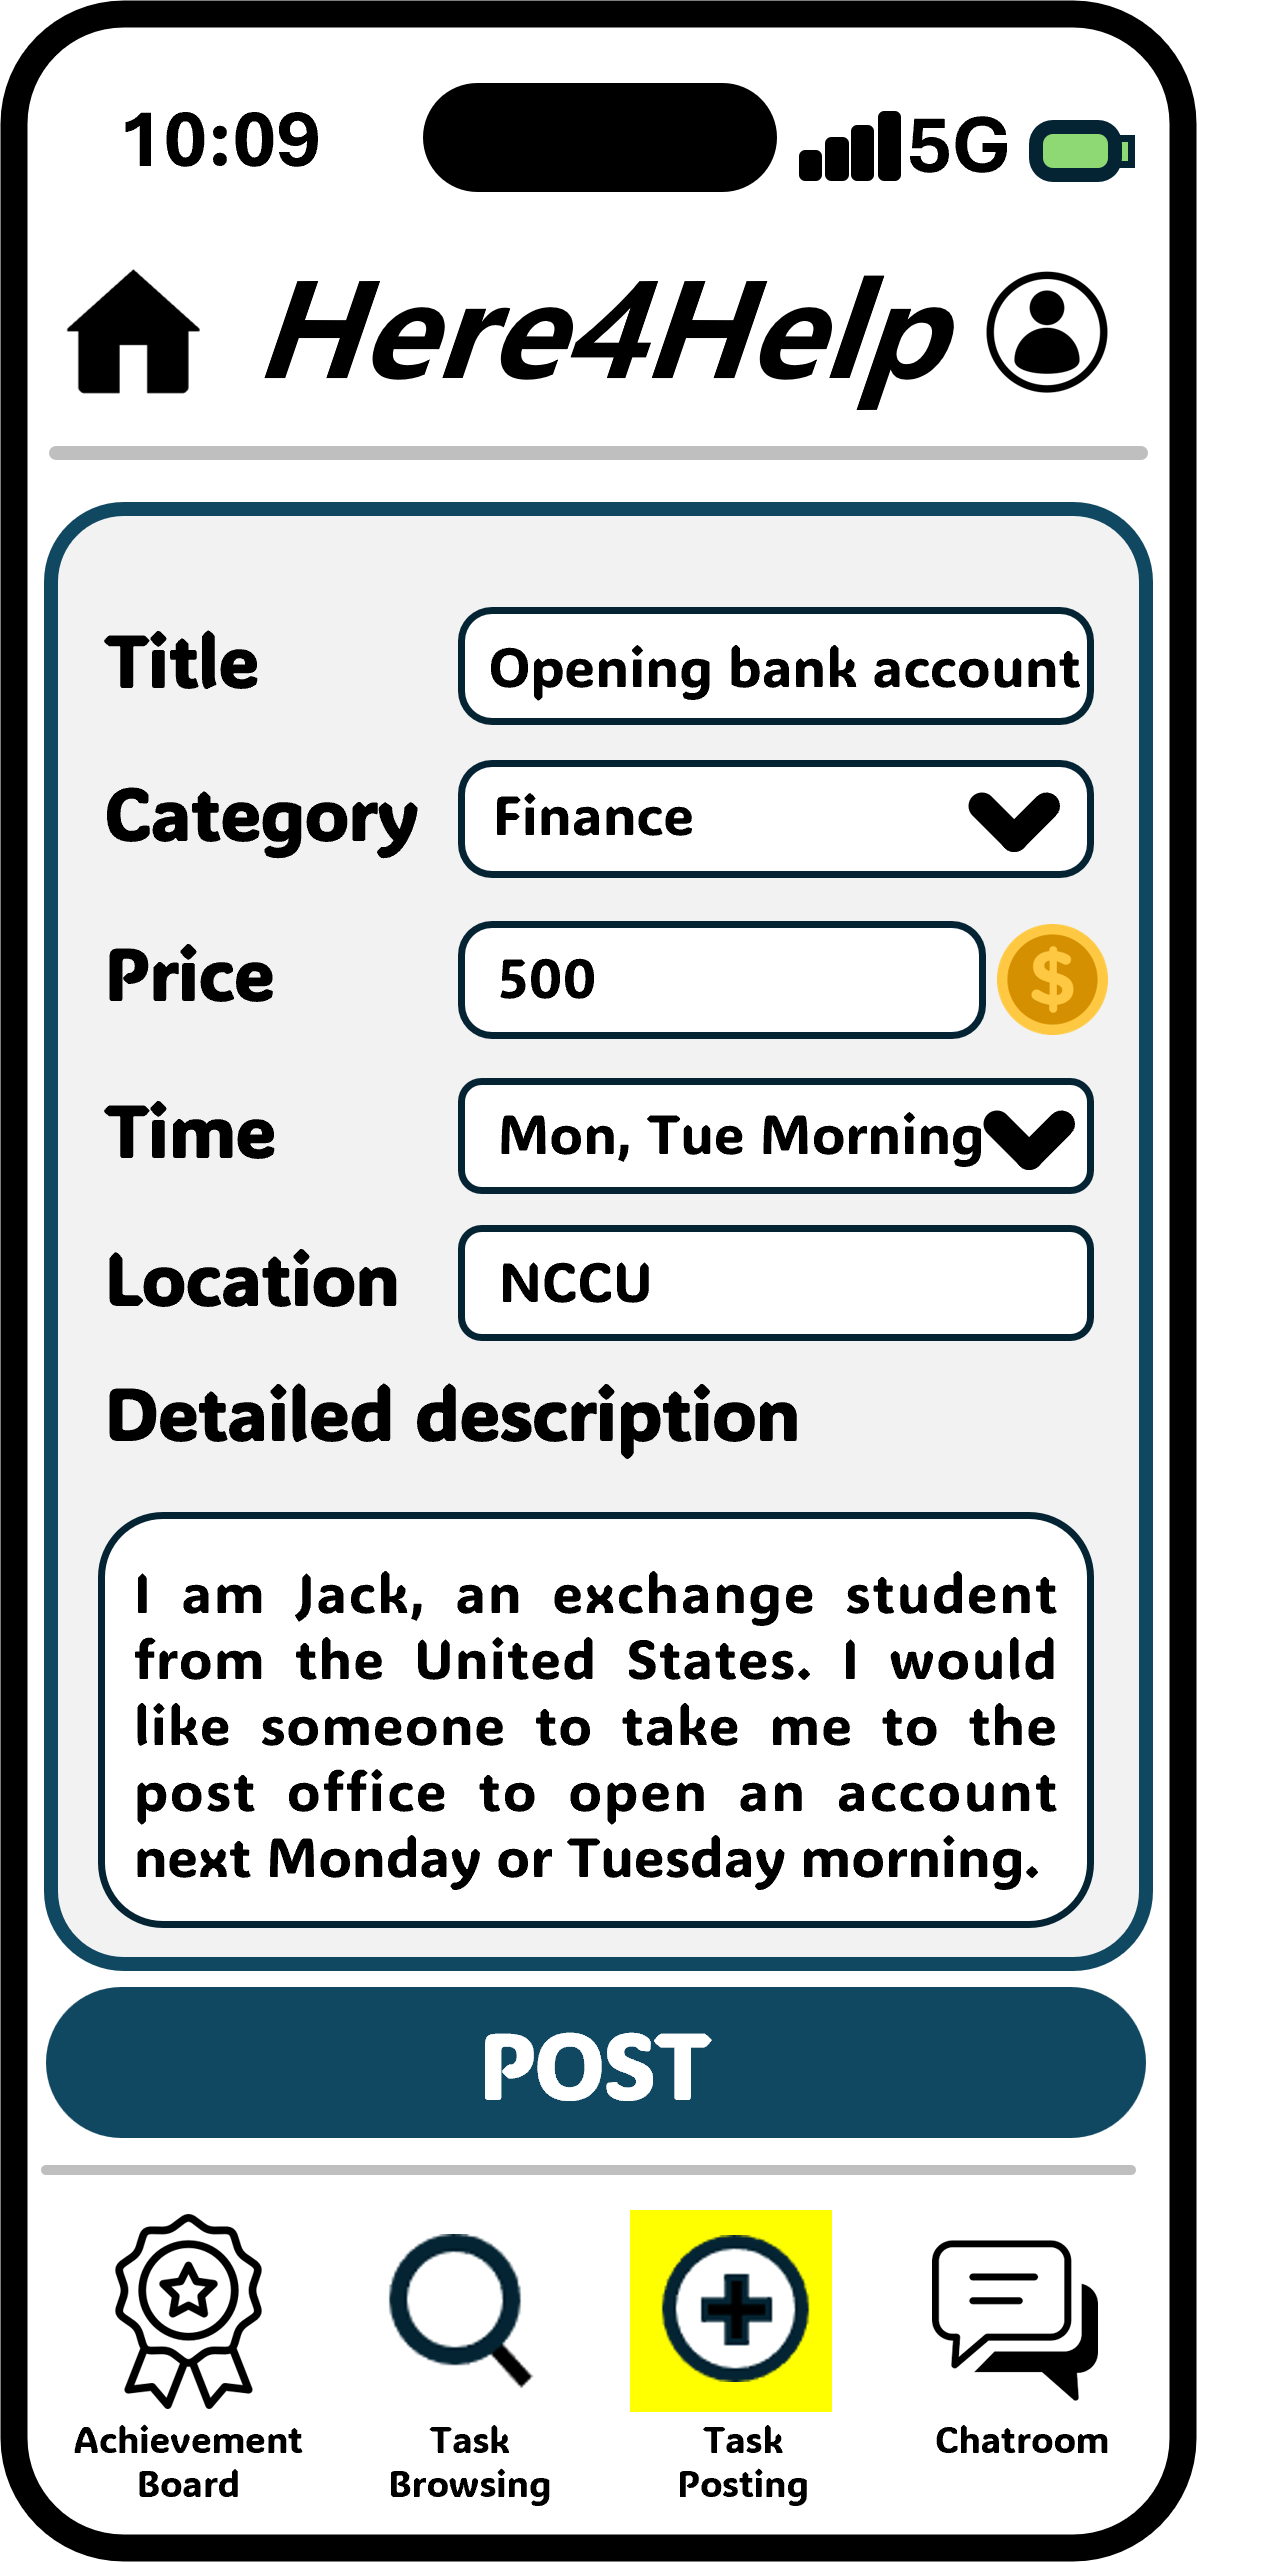 10:09
5G
Here4Help
Title
Opening bank account
Category
Finance
Price
500
$
Time
Mon, Tue Morning
Location
NCCU
Detailed description
I am Jack, an exchange student
from the United States. I would
like someone to take me to the
post office to open an account
next Monday or Tuesday morning.
POST
Achievement
Board
Task
Browsing
Task
Posting
Chatroom